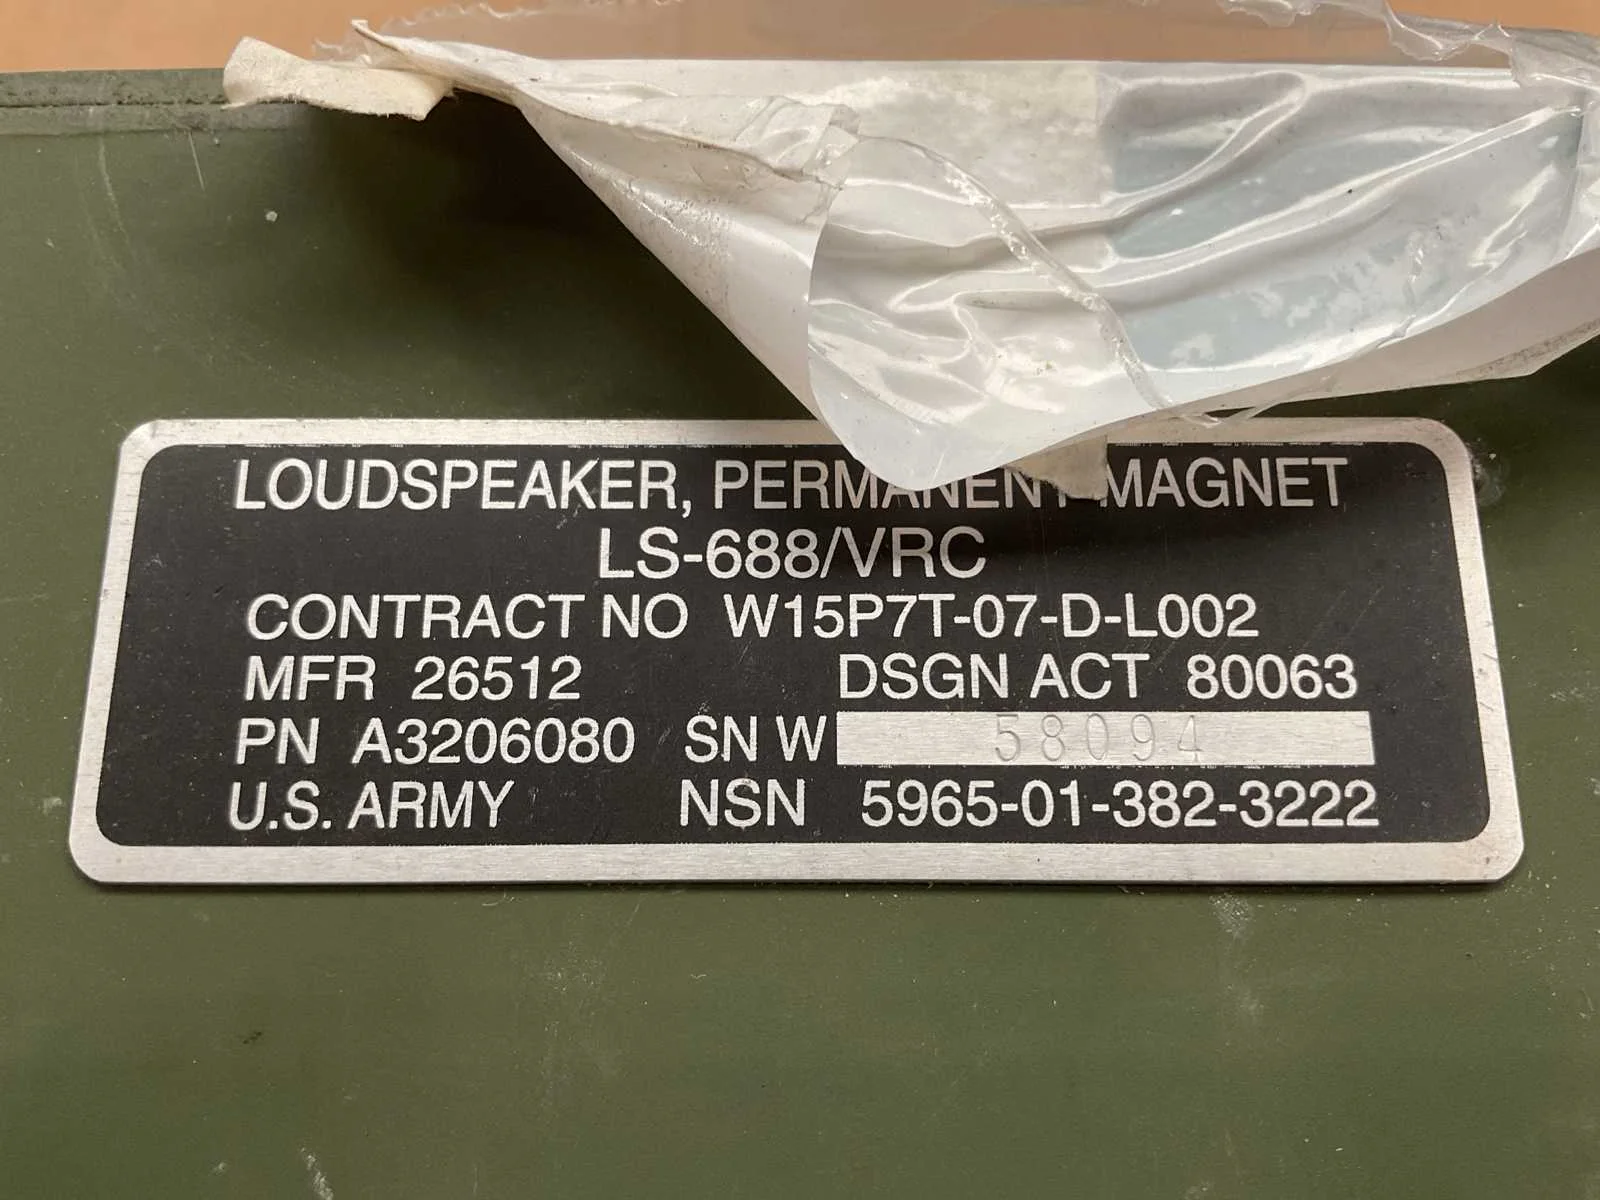 LOUDSPEAKER, PERMANENT MAGNET
LS-688/VRC
CONTRACT NO W15P7T-07-D-L002
MFR 26512 DSGN ACT 80063
PN A3206080 SN W 58094
U.S. ARMY NSN 5965-01-382-3222